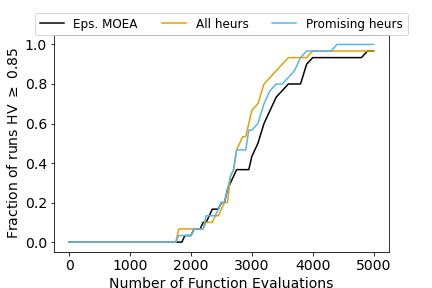 Eps. MOEA All heurs Promising heurs
Fraction of runs HV ≥ 0.85
1.0
0.8
0.6
0.4
0.2
0.0
0 1000 2000 3000 4000 5000
Number of Function Evaluations